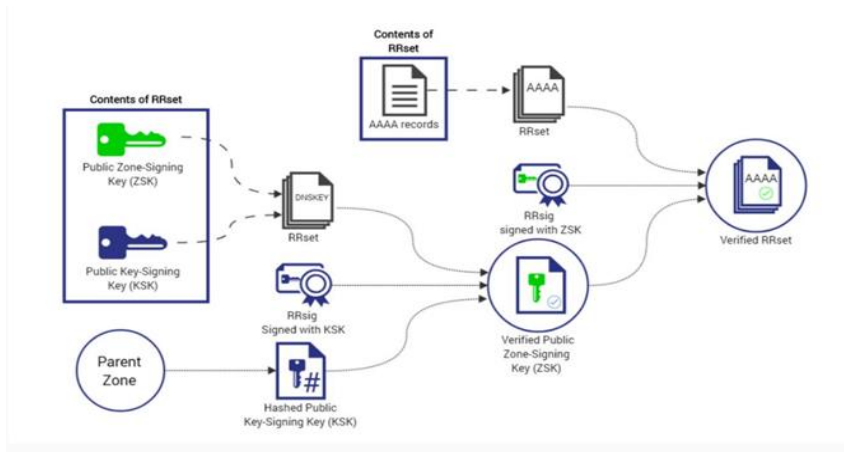 Contents of
RRset
AAAA records
AAAA
RRset
Contents of RRset
Public Zone-Signing
Key (ZSK)
Public Key-Signing
Key (KSK)
DNSKEY
RRset
RRsig
signed with ZSK
AAAA
Verified RRset
RRsig
Signed with KSK
Verified Public
Zone-Signing
Key (ZSK)
Parent
Zone
#
Hashed Public
Key-Signing Key (KSK)